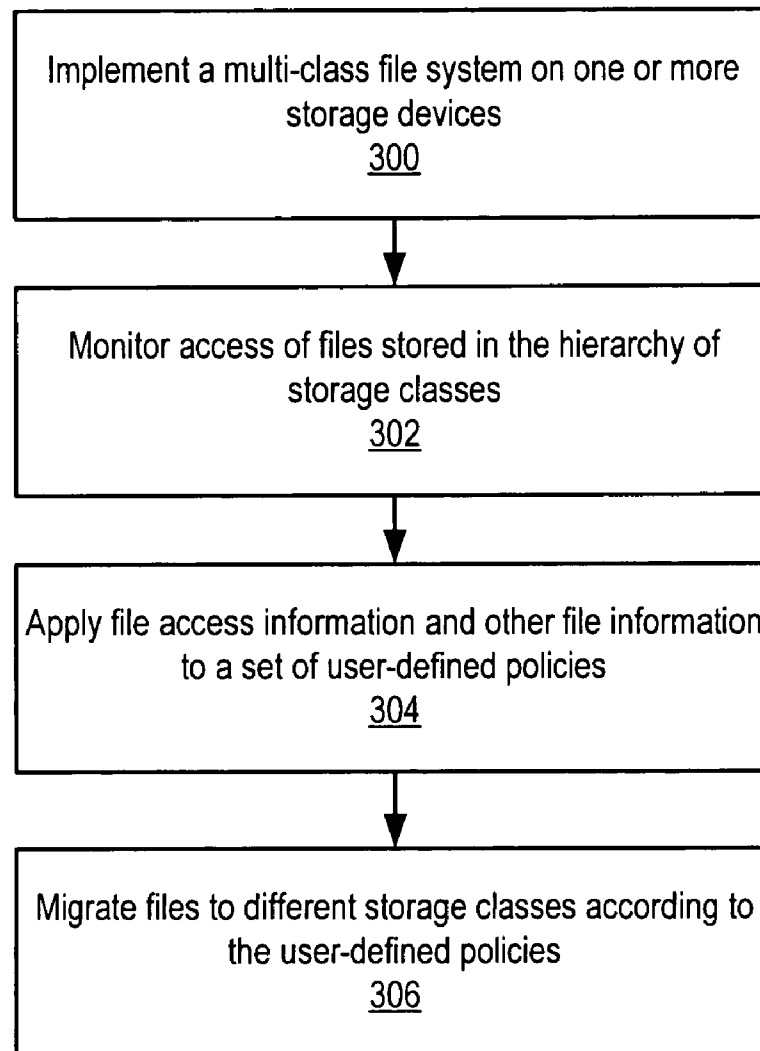 Implement a multi-class file system on one or more
storage devices
300
Monitor access of files stored in the hierarchy of
storage classes
302
Apply file access information and other file information
to a set of user-defined policies
304
Migrate files to different storage classes according to
the user-defined policies
306